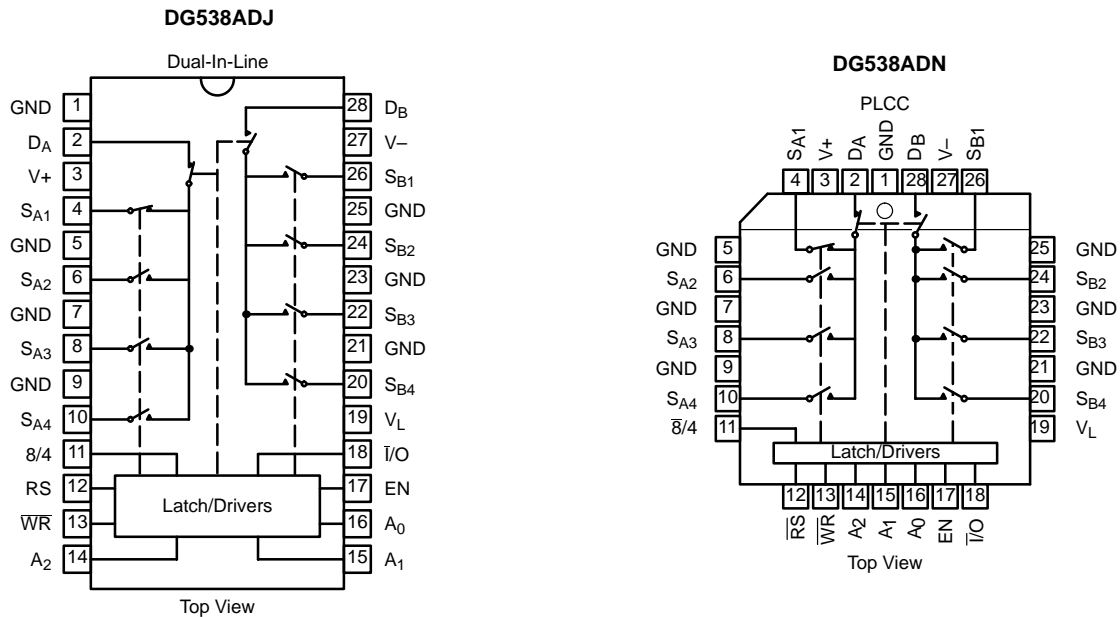 DG538ADJ
Dual-In-Line
GND 1
28 DB
DA 2
27 V–
V+ 3
26 SB1
SA1 4
25 GND
GND 5
24 SB2
SA2 6
23 GND
GND 7
22 SB3
SA3 8
21 GND
GND 9
20 SB4
SA4 10
19 VL
8/4 11
18 I̅/O
RS 12
17 EN
W̅R̅ 13
16 A0
A2 14
15 A1
Latch/Drivers
Top View
DG538ADN
PLCC
SA1 V+ DA GND DB V– SB1
4 3 2 1 28 27 26
GND 5
25 GND
SA2 6
24 SB2
GND 7
23 GND
SA3 8
22 SB3
GND 9
21 GND
SA4 10
20 SB4
8̅/4 11
19 VL
Latch/Drivers
12 13 14 15 16 17 18
R̅S̅ W̅R̅ A2 A1 A0 EN I̅/O
Top View